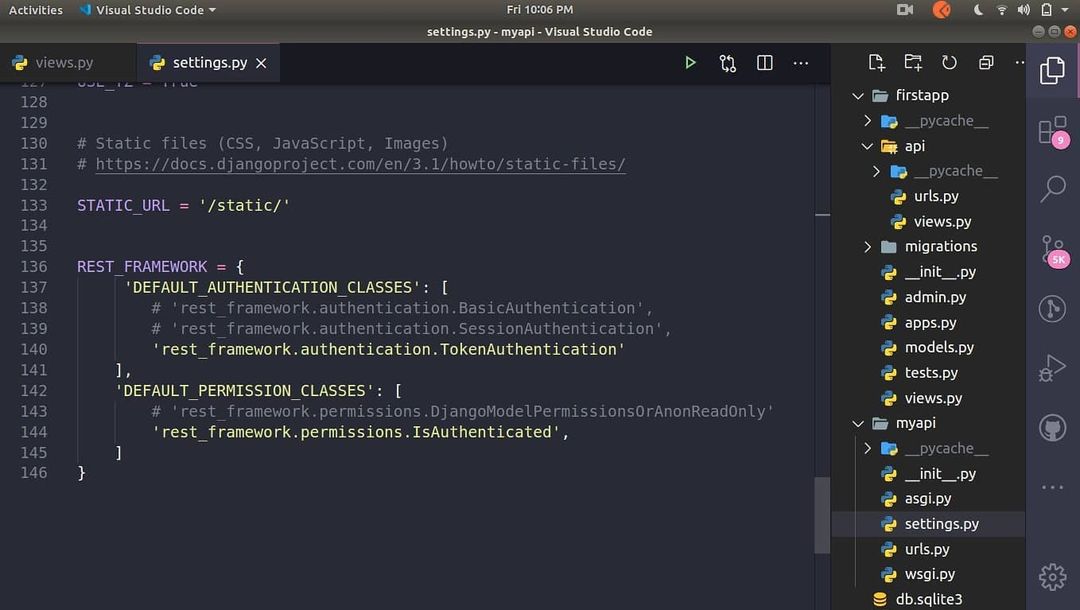 Activities
Visual Studio Code
Fri 10:06 PM
settings.py - myapi - Visual Studio Code
views.py
settings.py
127 USE_TZ = True
128
129
130 # Static files (CSS, JavaScript, Images)
131 # https://docs.djangoproject.com/en/3.1/howto/static-files/
132
133 STATIC_URL = '/static/'
134
135
136 REST_FRAMEWORK = {
137 'DEFAULT_AUTHENTICATION_CLASSES': [
138 # 'rest_framework.authentication.BasicAuthentication',
139 # 'rest_framework.authentication.SessionAuthentication',
140 'rest_framework.authentication.TokenAuthentication'
141 ],
142 'DEFAULT_PERMISSION_CLASSES': [
143 # 'rest_framework.permissions.DjangoModelPermissionsOrAnonReadOnly'
144 'rest_framework.permissions.IsAuthenticated',
145 ]
146 }
firstapp
__pycache__
api
__pycache__
urls.py
views.py
migrations
__init__.py
admin.py
apps.py
models.py
tests.py
views.py
myapi
__pycache__
__init__.py
asgi.py
settings.py
urls.py
wsgi.py
db.sqlite3
9
5K